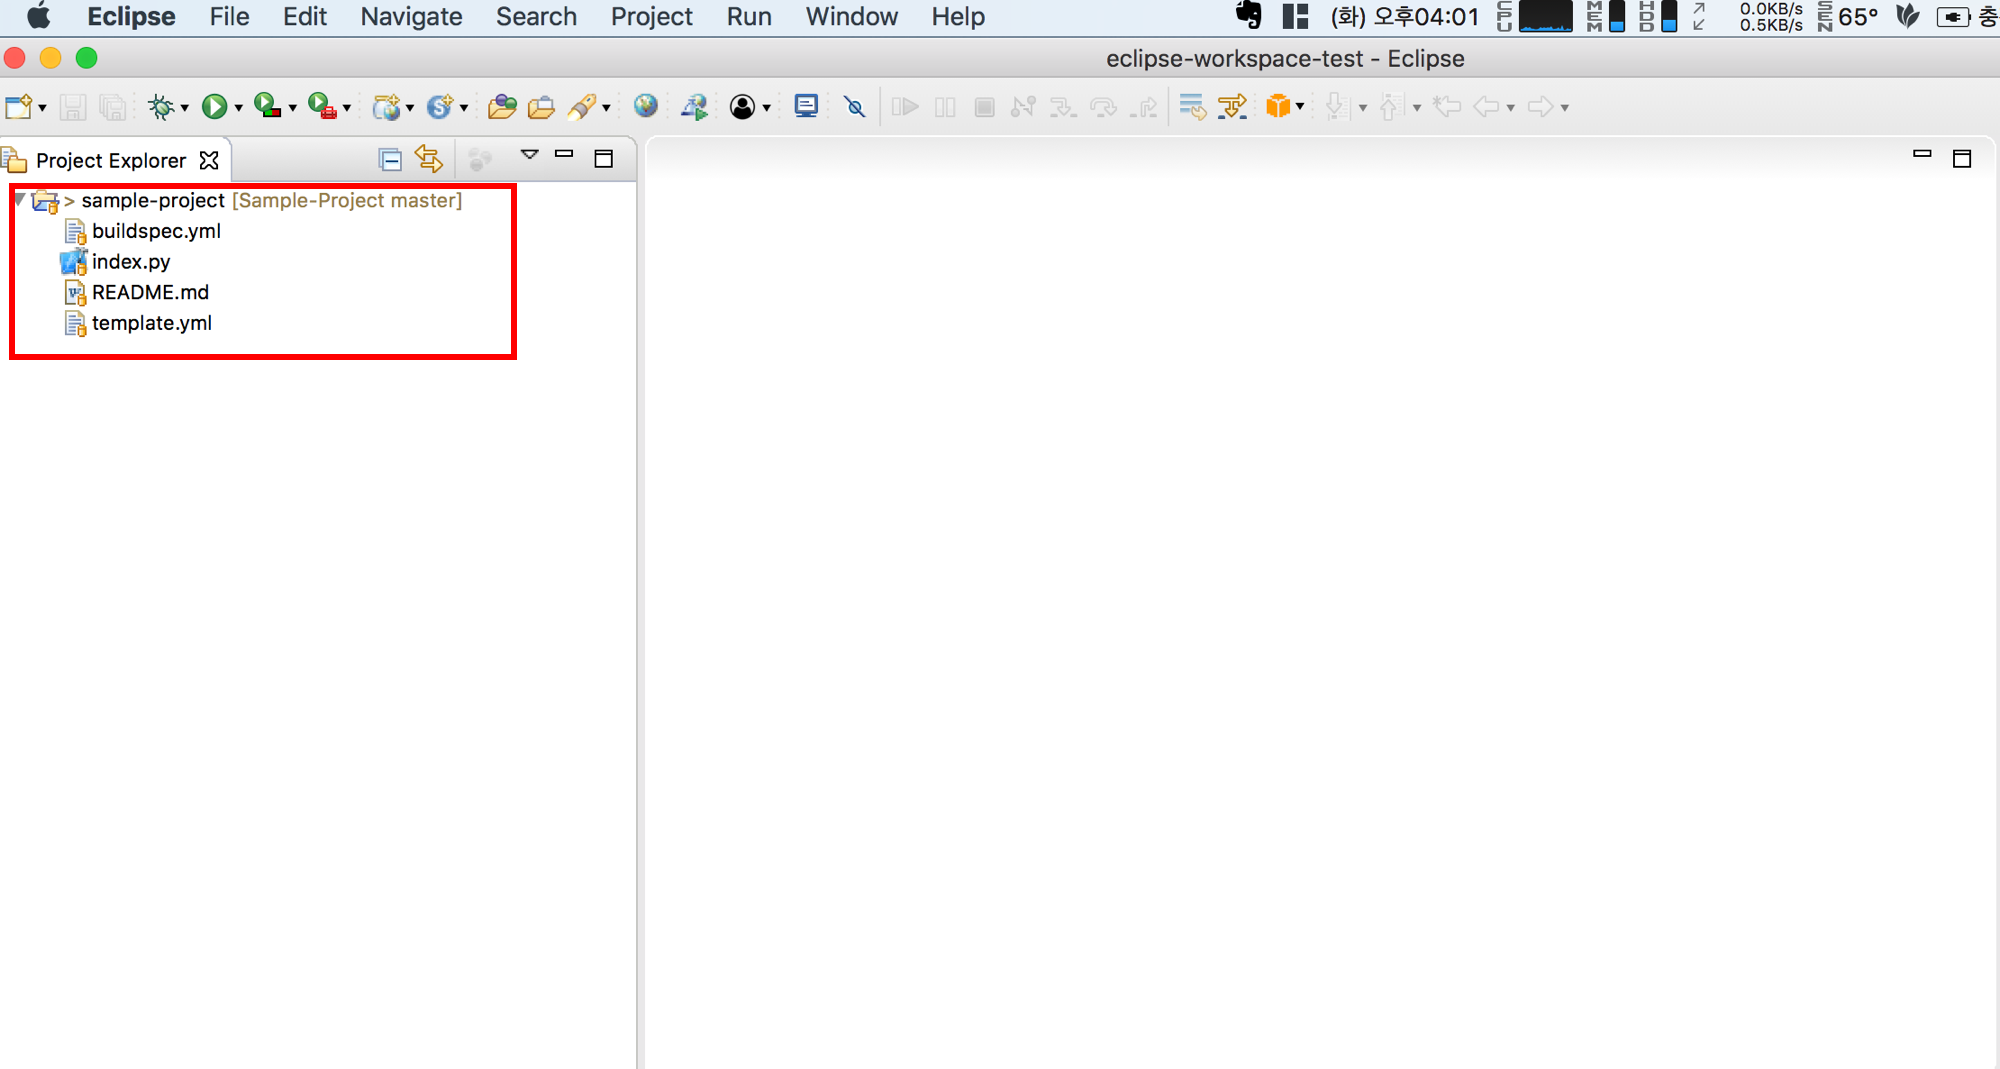 Eclipse File Edit Navigate Search Project Run Window Help (화) 오후04:01 CPU MEM HDD 0.0KB/s 0.5KB/s SEN 65° 충
eclipse-workspace-test - Eclipse
Project Explorer
> sample-project [Sample-Project master]
buildspec.yml
index.py
README.md
template.yml